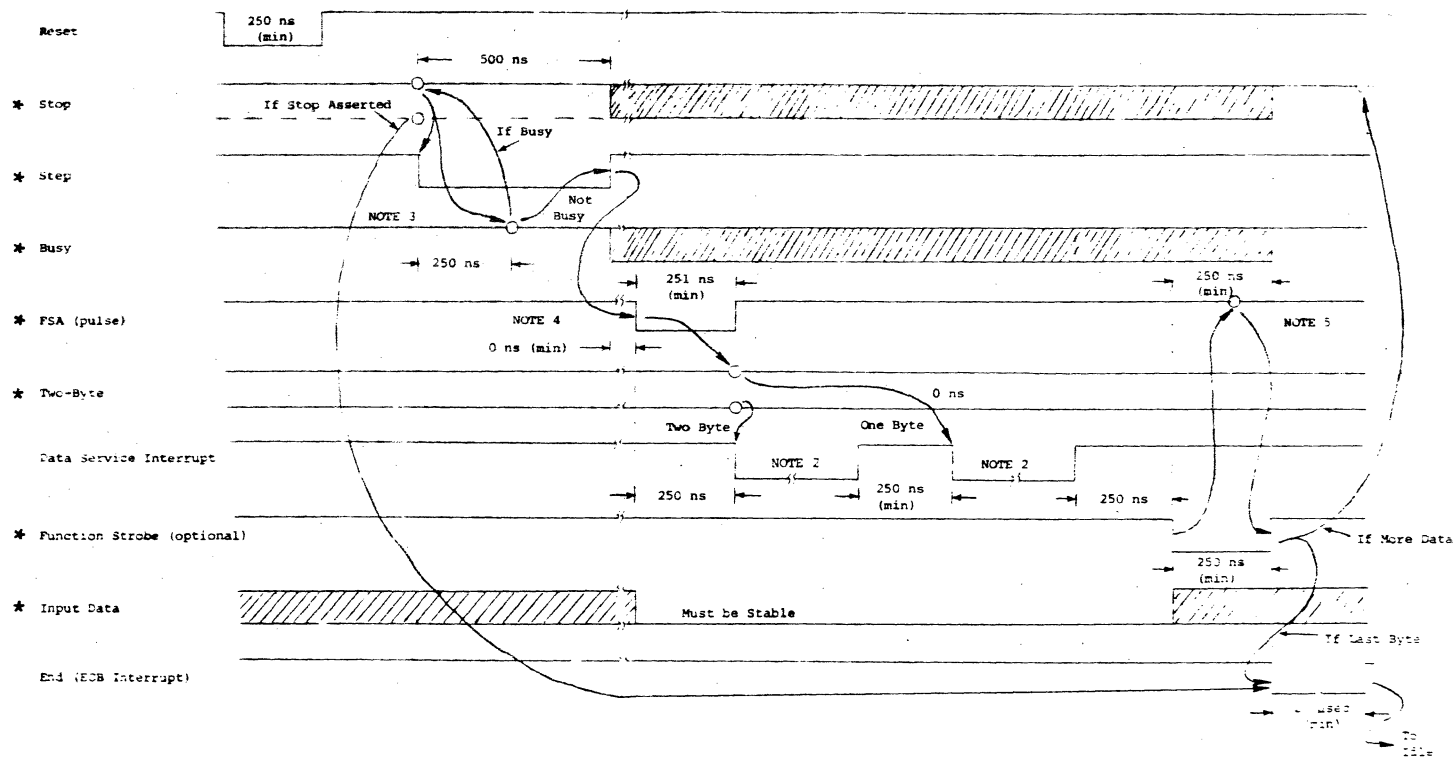 Reset
250 ns
(min)
500 ns
* Stop
If Stop Asserted
If Busy
* Step
Not
Busy
NOTE 3
* Busy
250 ns
251 ns
(min)
250 ns
(min)
* FSA (pulse)
NOTE 4
NOTE 5
0 ns (min)
* Two-Byte
0 ns
Two Byte
One Byte
Data Service Interrupt
NOTE 2
NOTE 2
250 ns
250 ns
(min)
250 ns
* Function Strobe (optional)
If More Data
250 ns
(min)
* Input Data
Must be Stable
If Last Byte
End (EOB Interrupt)
µsec
(min)
To